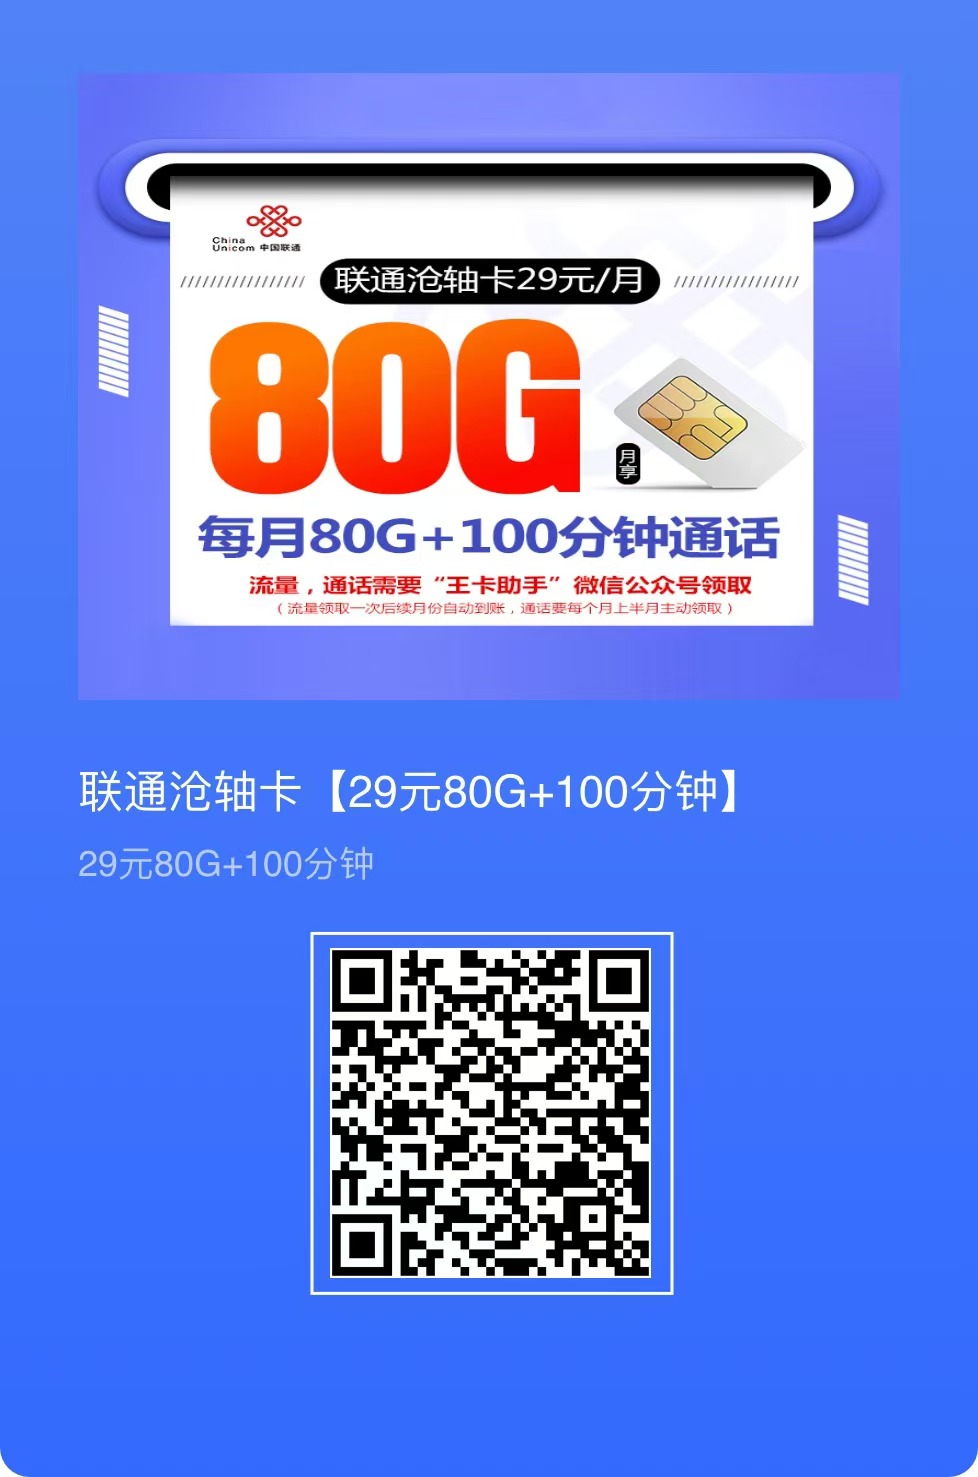 China
Unicom 中国联通
联通沧轴卡29元/月
80G
月享
每月80G+100分钟通话
流量，通话需要“王卡助手”微信公众号领取
（流量领取一次后续月份自动到账，通话要每个月上半月主动领取）
联通沧轴卡【29元80G+100分钟】
29元80G+100分钟